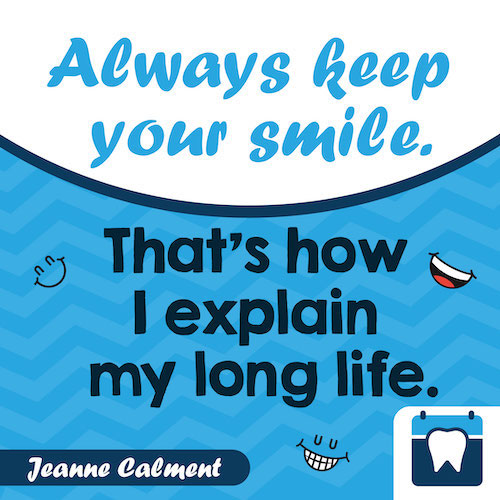 Always keep
your smile.
That's how
I explain
my long life.
Jeanne Calment